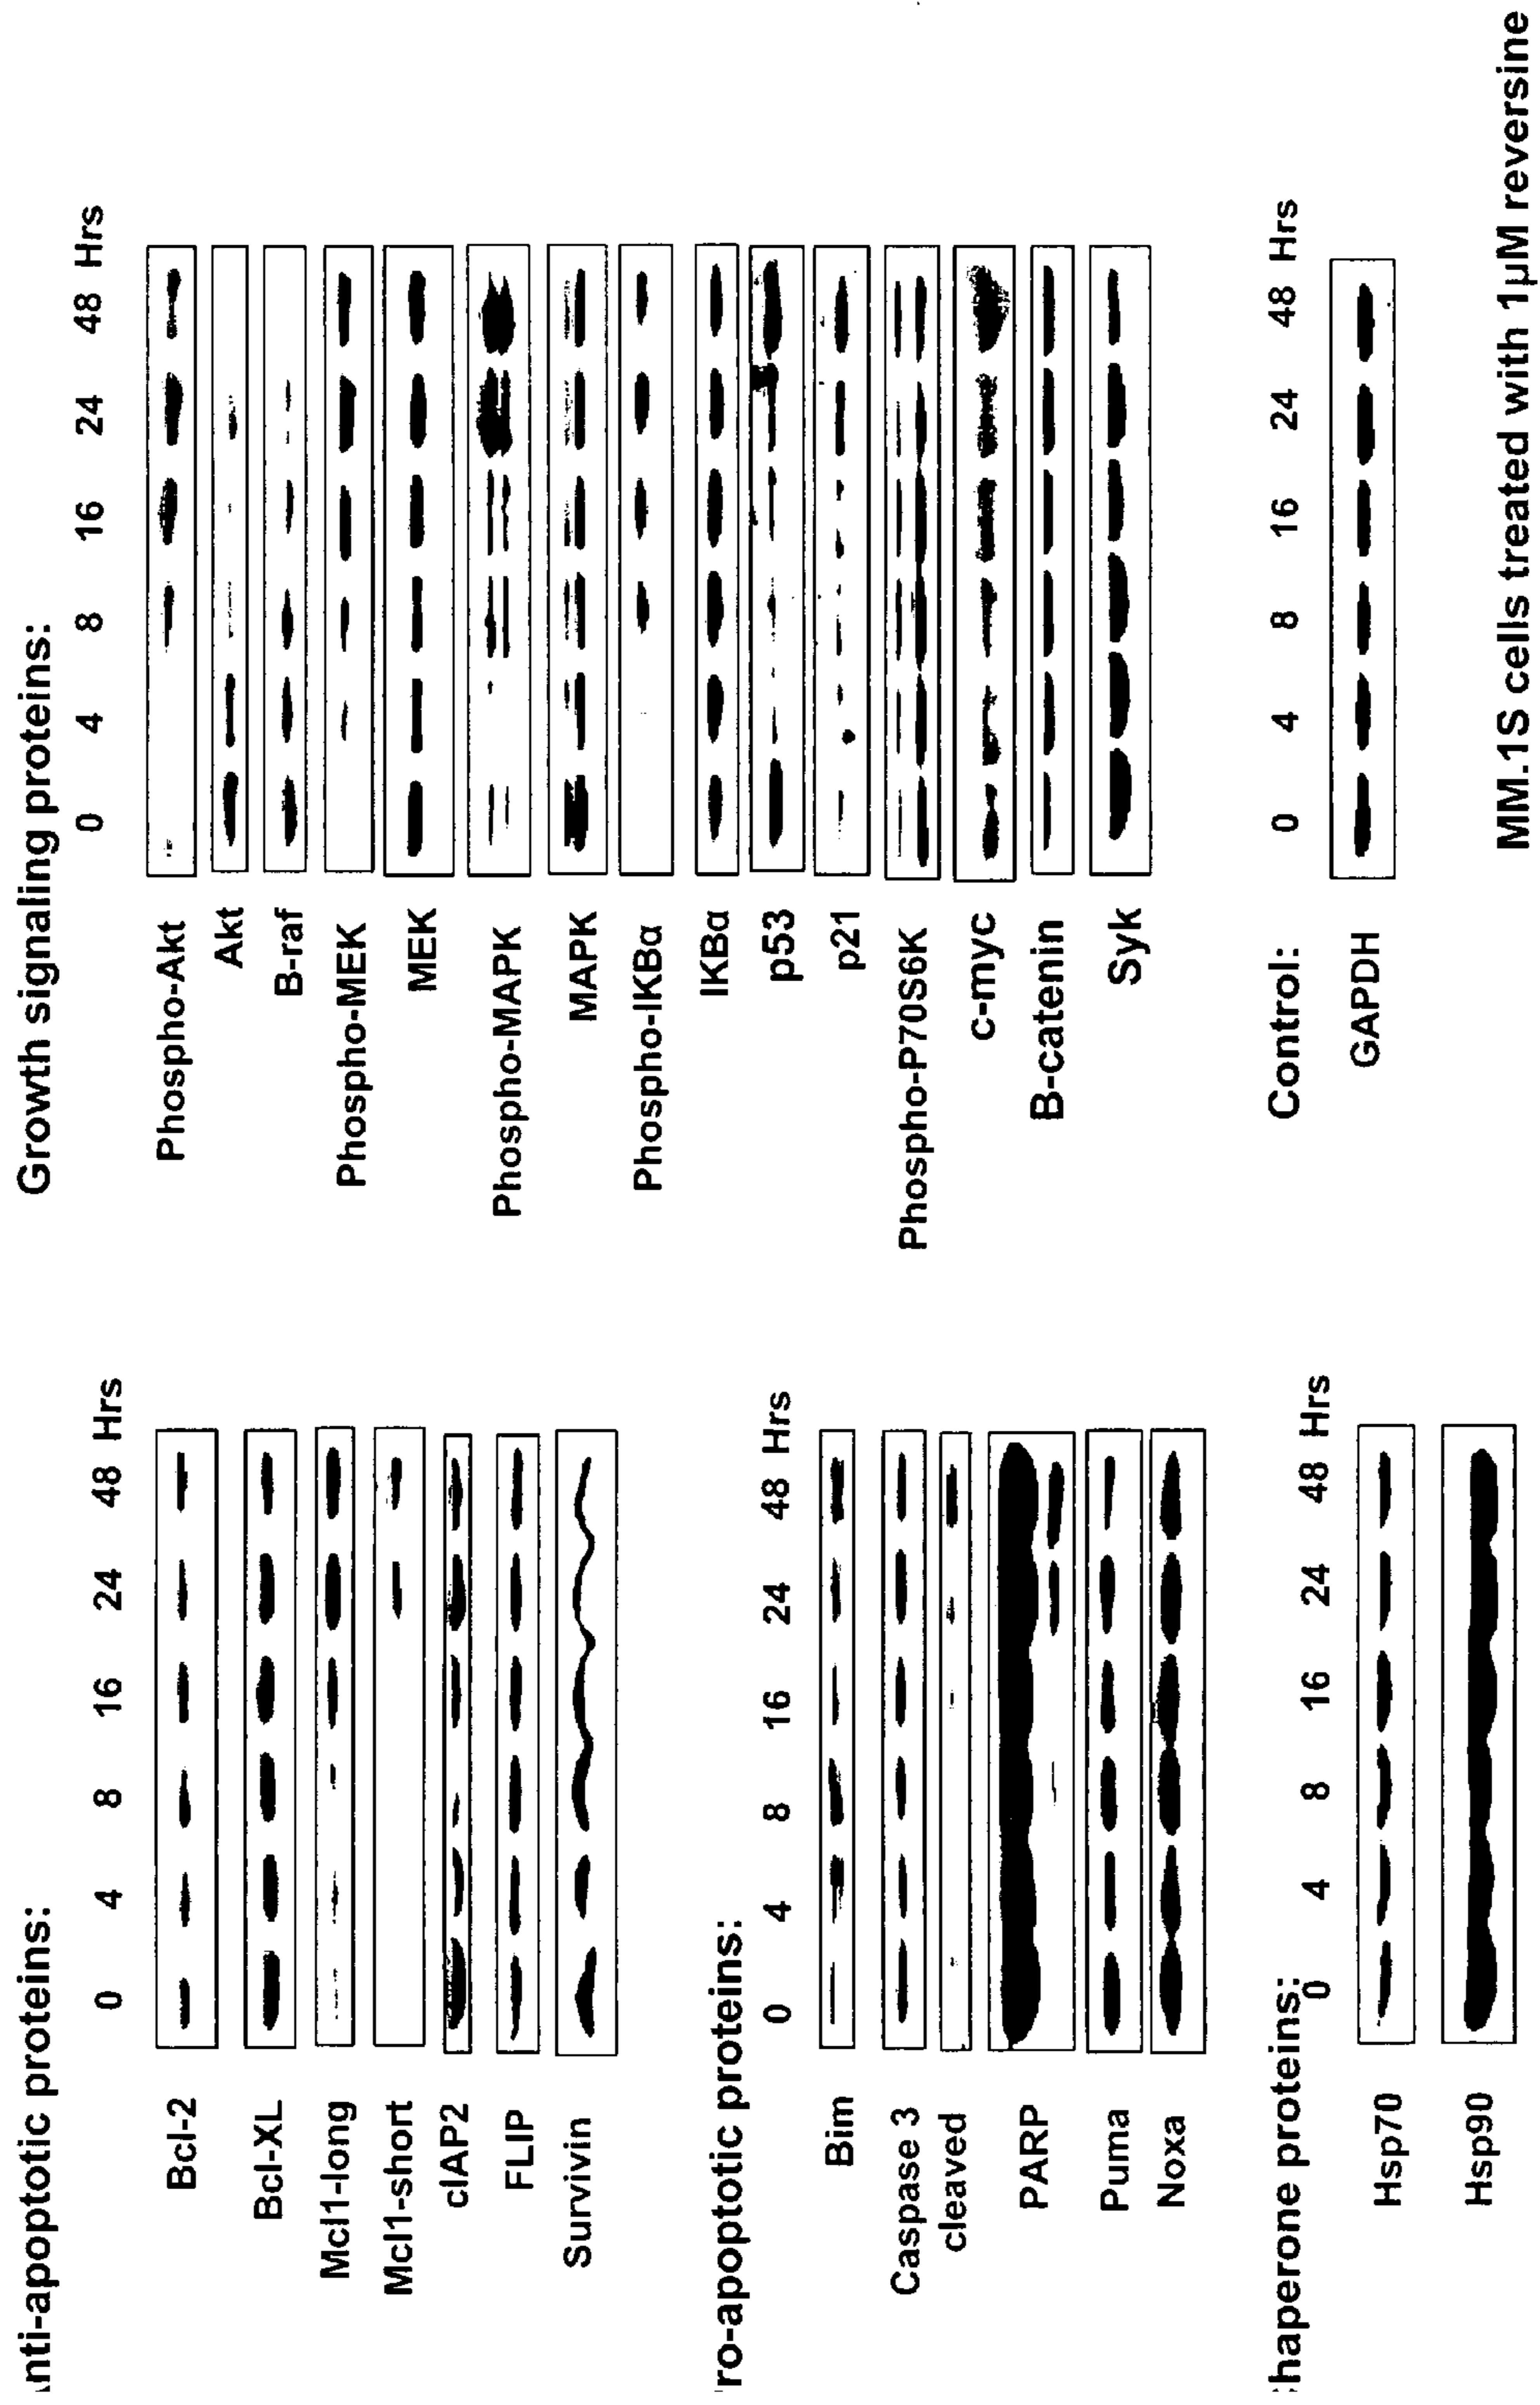 nti-apoptotic proteins:
0 4 8 16 24 48 Hrs
Bcl-2
Bcl-XL
Mcl1-long
Mcl1-short
cIAP2
FLIP
Survivin
ro-apoptotic proteins:
0 4 8 16 24 48 Hrs
Bim
Caspase 3
cleaved
PARP
Puma
Noxa
haperone proteins:
0 4 8 16 24 48 Hrs
Hsp70
Hsp90
Growth signaling proteins:
0 4 8 16 24 48 Hrs
Phospho-Akt
Akt
B-raf
Phospho-MEK
MEK
Phospho-MAPK
MAPK
Phospho-IKBα
IKBα
p53
p21
Phospho-P70S6K
c-myc
B-catenin
Syk
Control:
0 4 8 16 24 48 Hrs
GAPDH
MM.1S cells treated with 1µM reversine